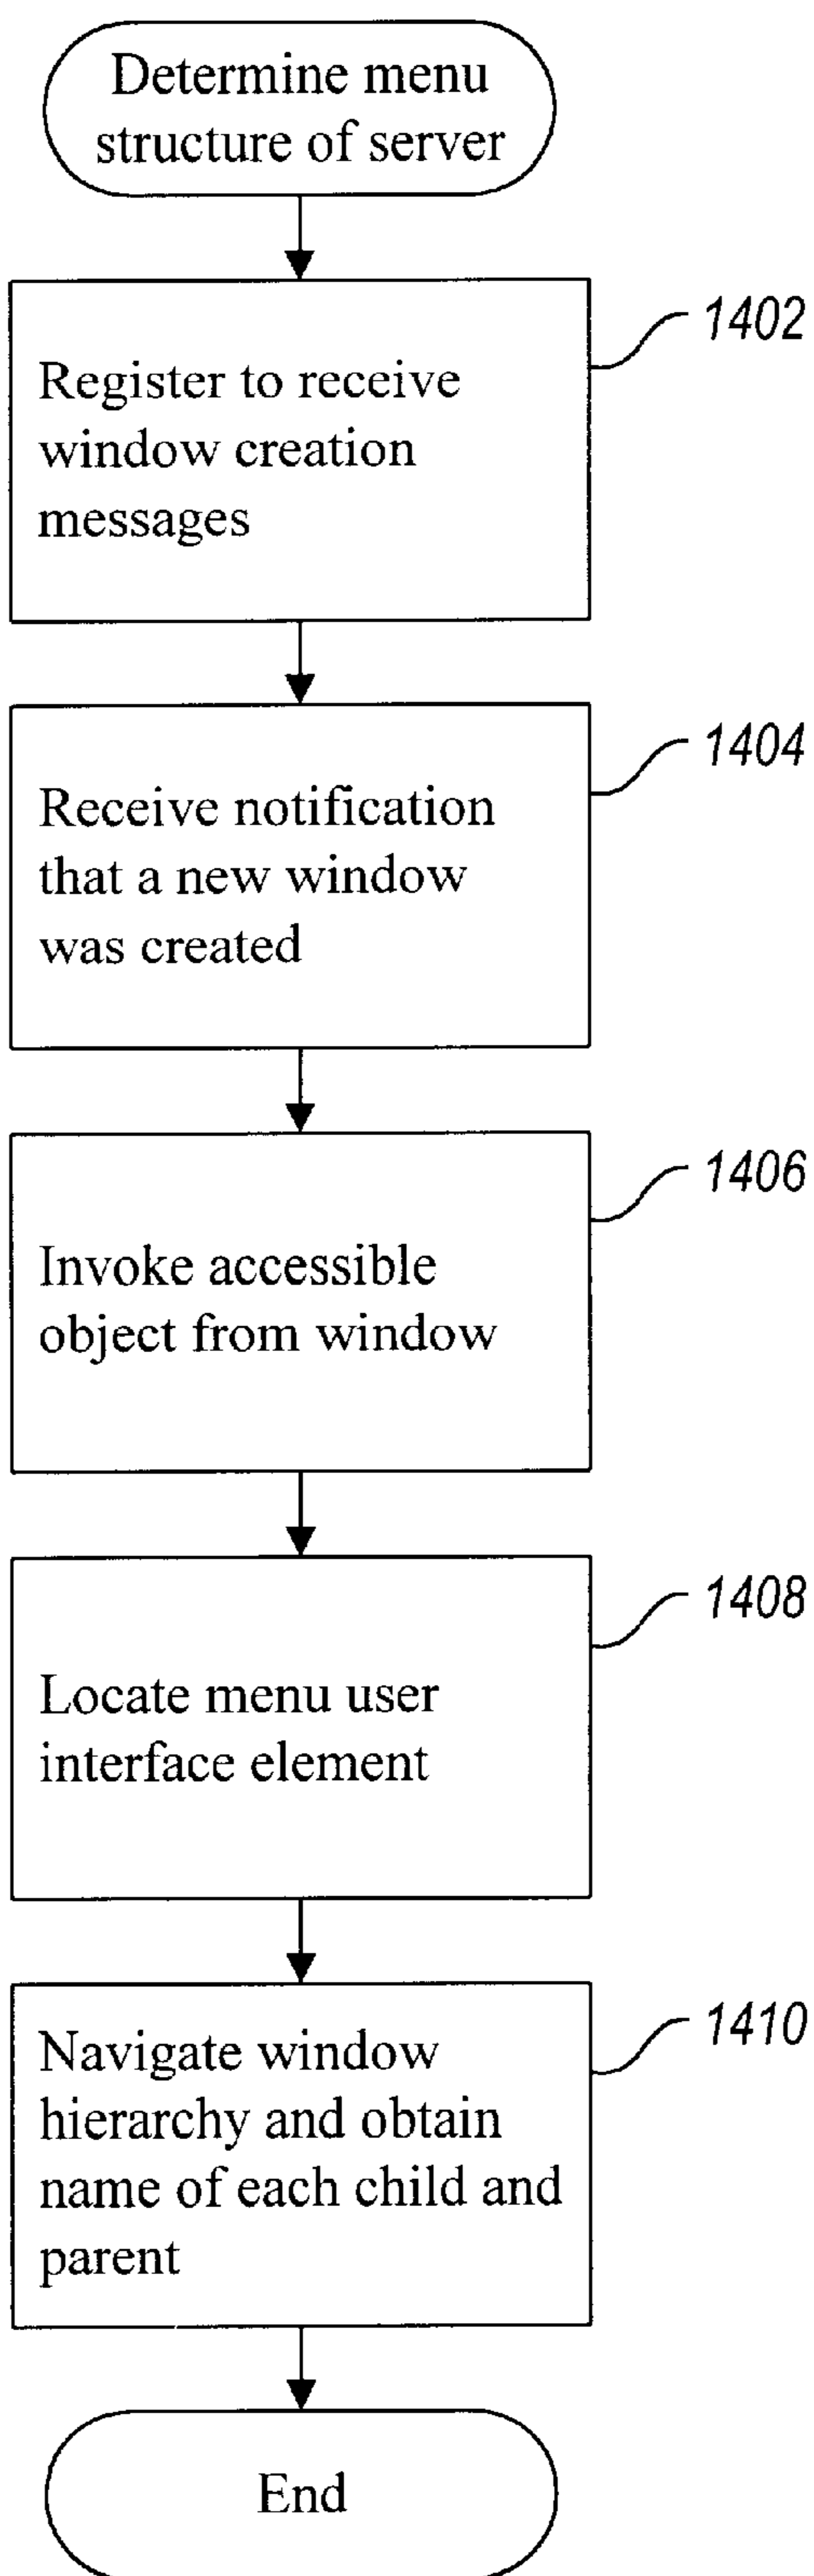 Determine menu
structure of server
1402
Register to receive
window creation
messages
1404
Receive notification
that a new window
was created
1406
Invoke accessible
object from window
1408
Locate menu user
interface element
1410
Navigate window
hierarchy and obtain
name of each child and
parent
End